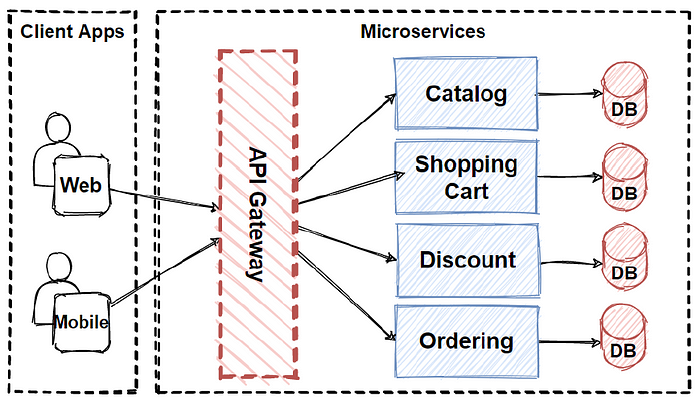 Client Apps
Microservices
Web
Mobile
API Gateway
Catalog
DB
Shopping
Cart
DB
Discount
DB
Ordering
DB